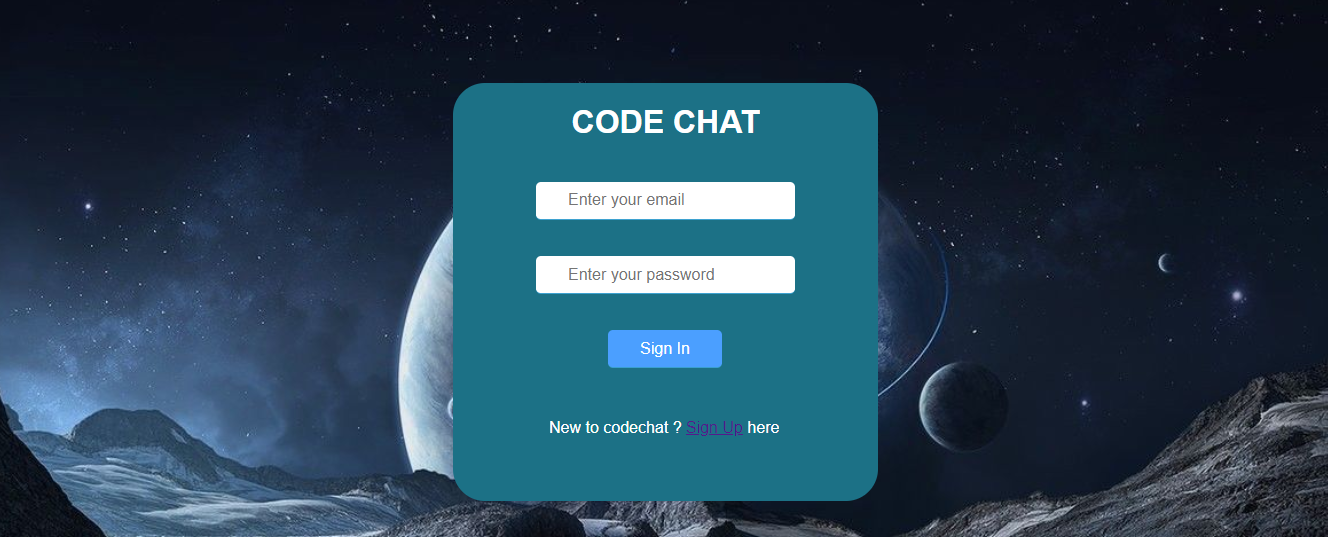 CODE CHAT
Enter your email
Enter your password
Sign In
New to codechat ? Sign Up here